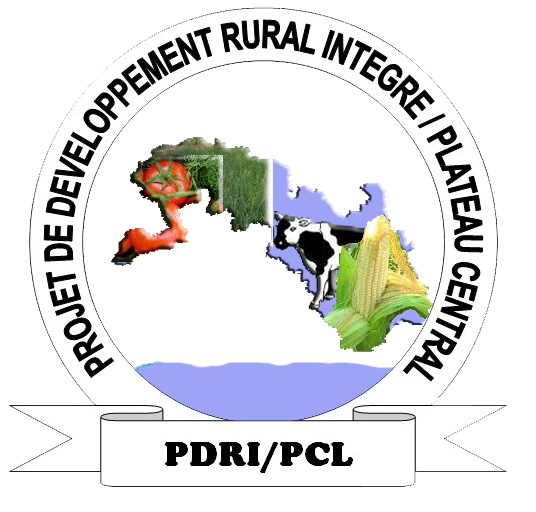 PROJET DE DEVELOPPEMENT RURAL INTEGRE / PLATEAU CENTRAL
PDRI/PCL